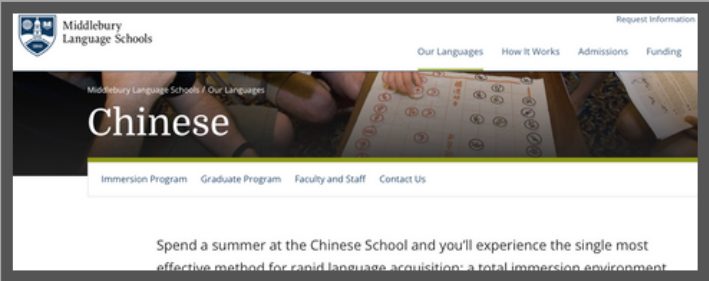 Middlebury
Language Schools
Request Information
Our Languages How It Works Admissions Funding
Middlebury Language Schools / Our Languages
Chinese
Immersion Program Graduate Program Faculty and Staff Contact Us
Spend a summer at the Chinese School and you'll experience the single most
effective method for rapid language acquisition: a total immersion environment